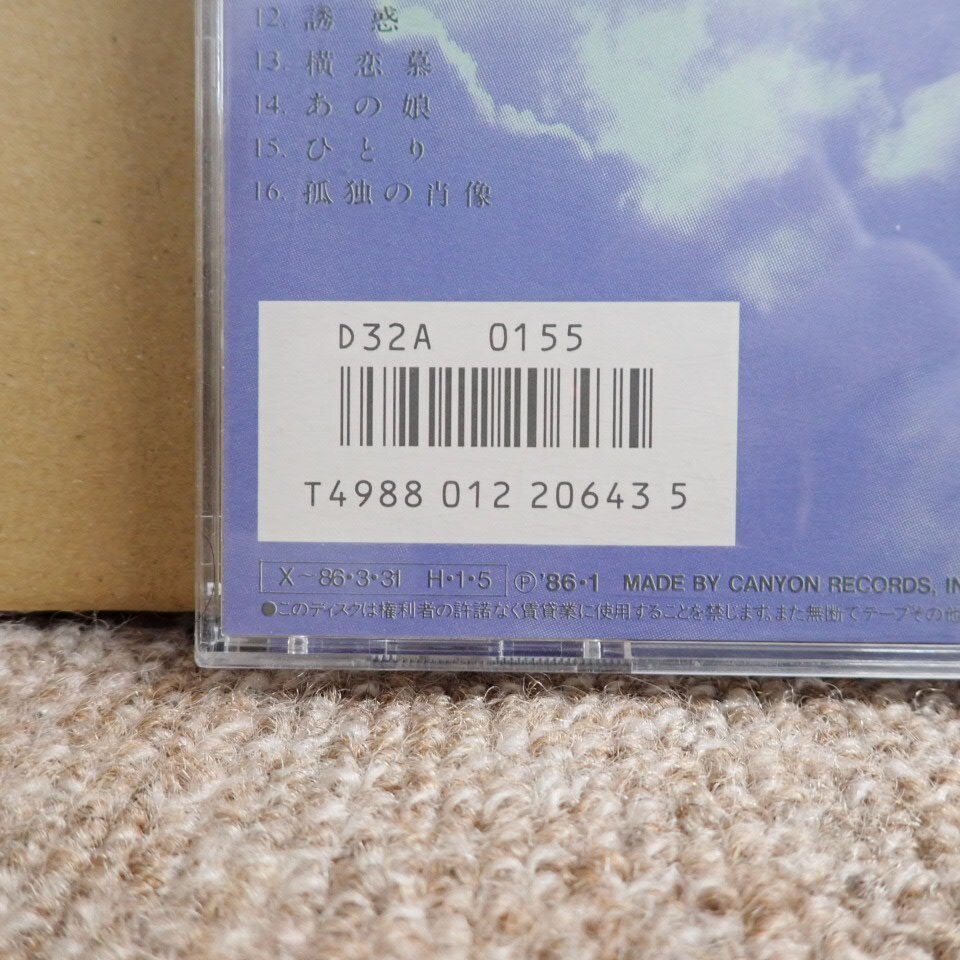 12. 誘惑
13. 横恋慕
14. あの娘
15. ひとり
16. 孤独の肖像
D32A 0155
T4988 012 20643 5
X~86・3・31 H・1・5 Ⓟ'86・1 MADE BY CANYON RECORDS, IN
●このディスクは権利者の許諾なく賃貸業に使用することを禁じます。また無断でテープその他